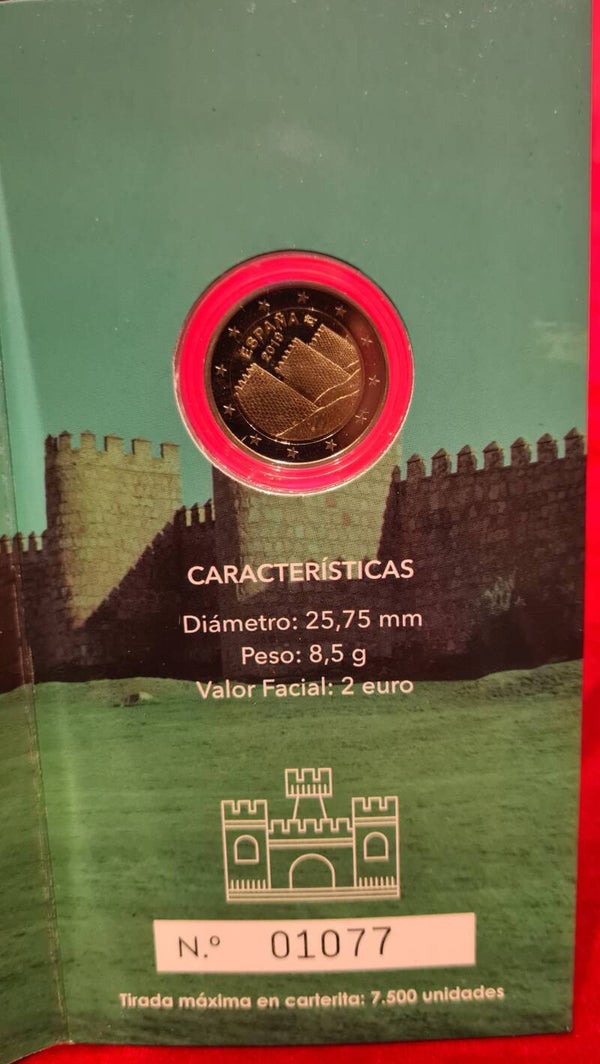 ESPAÑA
2019
CARACTERÍSTICAS
Diámetro: 25,75 mm
Peso: 8,5 g
Valor Facial: 2 euro
N.º 01077
Tirada máxima en carterita: 7.500 unidades